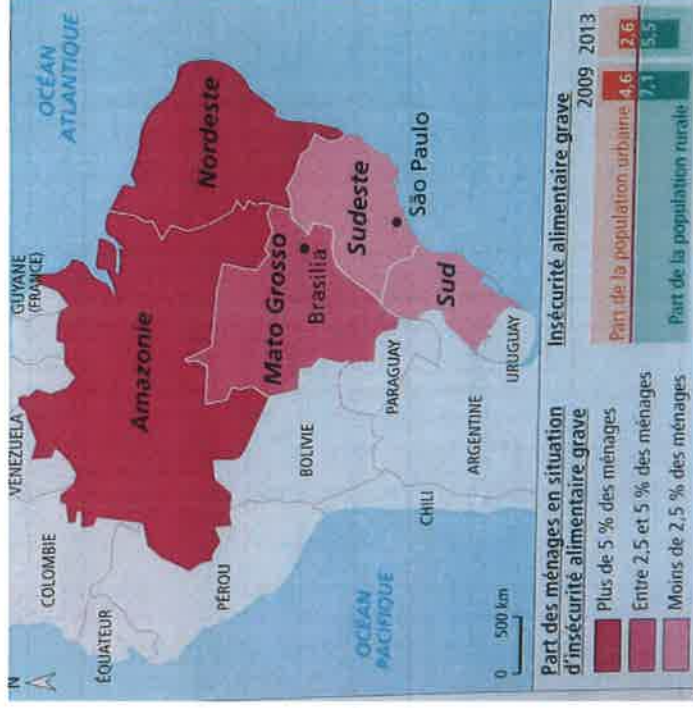 N
VENEZUELA
GUYANE
(FRANCE)
OCÉAN
ATLANTIQUE
COLOMBIE
ÉQUATEUR
Amazonie
Nordeste
PÉROU
Mato Grosso
Brasilia
BOLIVIE
Sudeste
São Paulo
PARAGUAY
Sud
OCÉAN
PACIFIQUE
CHILI
ARGENTINE
URUGUAY
0 500 km
Part des ménages en situation
d'insécurité alimentaire grave
Plus de 5 % des ménages
Entre 2,5 et 5 % des ménages
Moins de 2,5 % des ménages
Insécurité alimentaire grave
2009 2013
Part de la population urbaine 4,6 2,6
Part de la population rurale 7,1 5,5